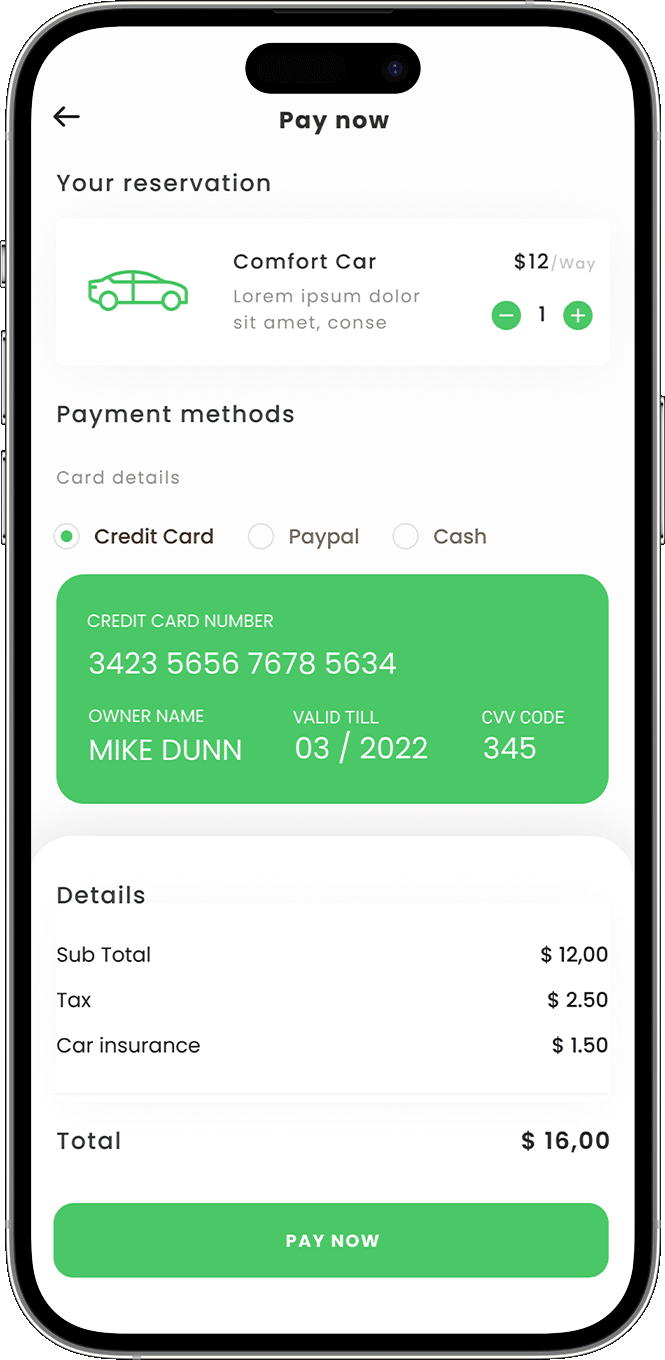 Pay now
Your reservation
Comfort Car
$12/Way
Lorem ipsum dolor
sit amet, conse
1
Payment methods
Card details
Credit Card Paypal Cash
CREDIT CARD NUMBER
3423 5656 7678 5634
OWNER NAME VALID TILL CVV CODE
MIKE DUNN 03 / 2022 345
Details
Sub Total $ 12,00
Tax $ 2.50
Car insurance $ 1.50
Total $ 16,00
PAY NOW